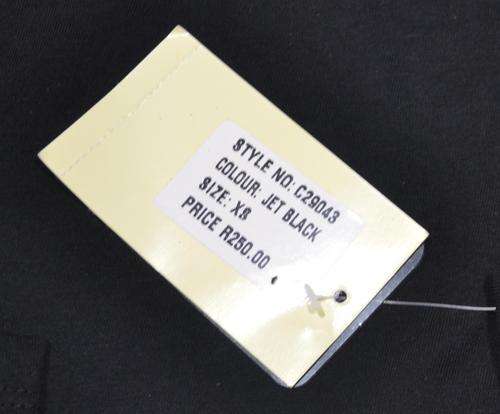 STYLE NO: C29043
COLOUR: JET BLACK
SIZE: XS
PRICE R250.00